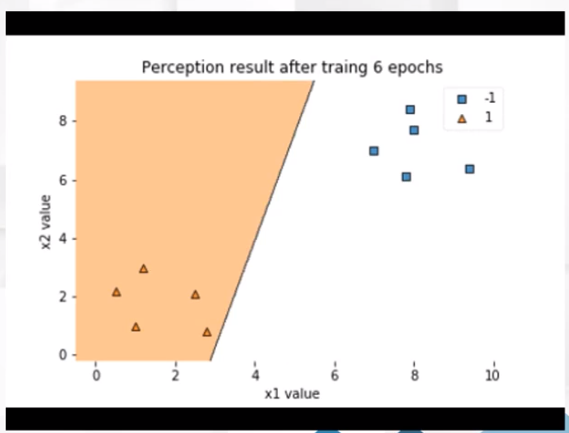 Perception result after traing 6 epochs
-1
1
8
6
4
2
0
x2 value
0 2 4 6 8 10
x1 value